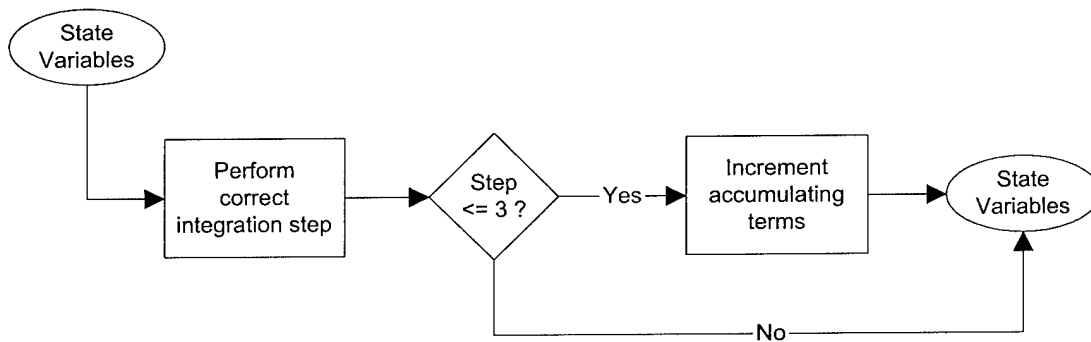 State
Variables
Perform
correct
integration step
Step
<= 3 ?
Yes
Increment
accumulating
terms
State
Variables
No